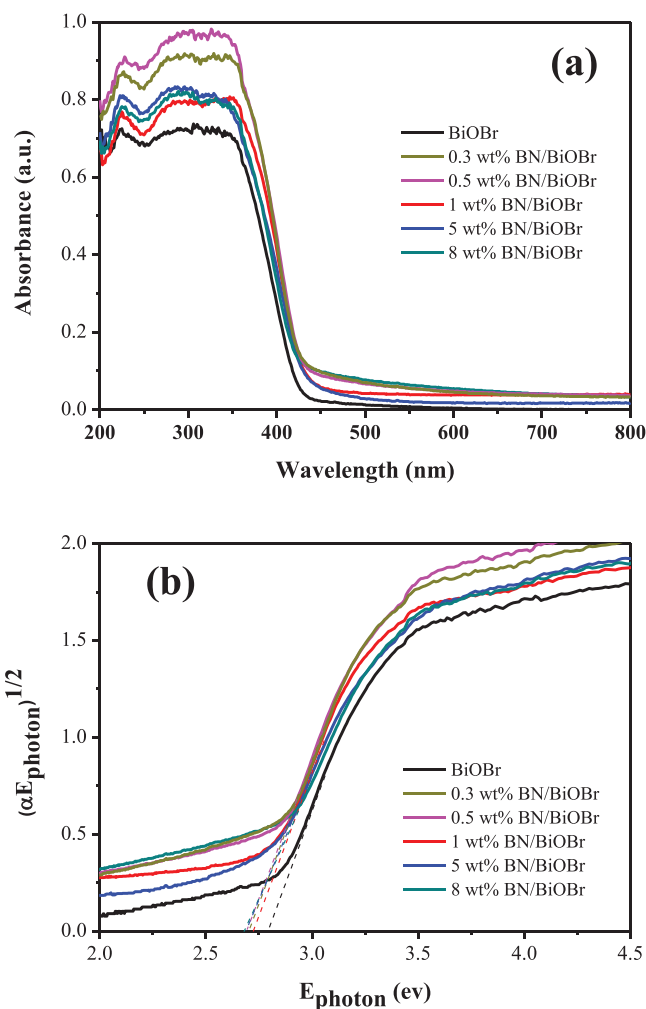 (a)
1.0
0.8
0.6
0.4
0.2
0.0
Absorbance (a.u.)
BiOBr
0.3 wt% BN/BiOBr
0.5 wt% BN/BiOBr
1 wt% BN/BiOBr
5 wt% BN/BiOBr
8 wt% BN/BiOBr
200 300 400 500 600 700 800
Wavelength (nm)
(b)
2.0
1.5
1.0
0.5
0.0
(αEphoton)1/2
BiOBr
0.3 wt% BN/BiOBr
0.5 wt% BN/BiOBr
1 wt% BN/BiOBr
5 wt% BN/BiOBr
8 wt% BN/BiOBr
2.0 2.5 3.0 3.5 4.0 4.5
Ephoton (ev)